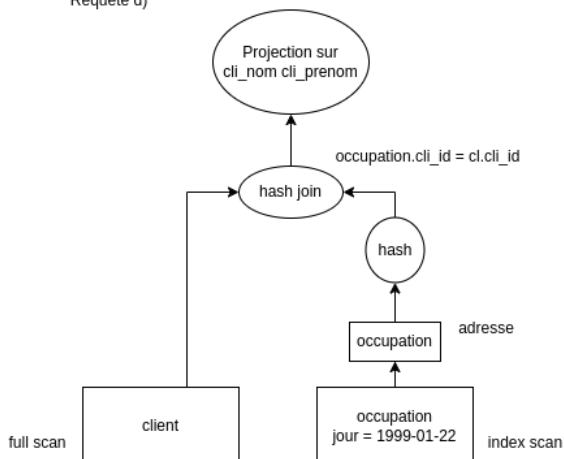 Requête d)
Projection sur
cli_nom cli_prenom
occupation.cli_id = cl.cli_id
hash join
hash
occupation
adresse
client
occupation
jour = 1999-01-22
full scan
index scan